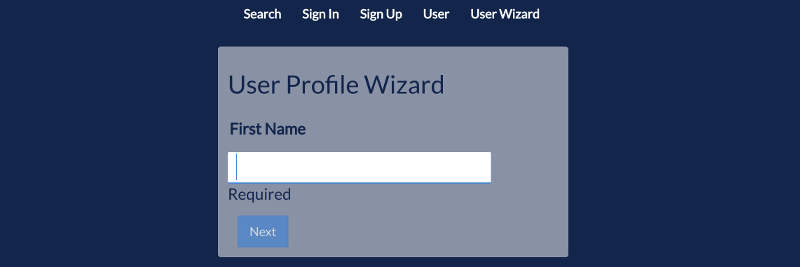 Search Sign In Sign Up User User Wizard
User Profile Wizard
First Name
Required
Next